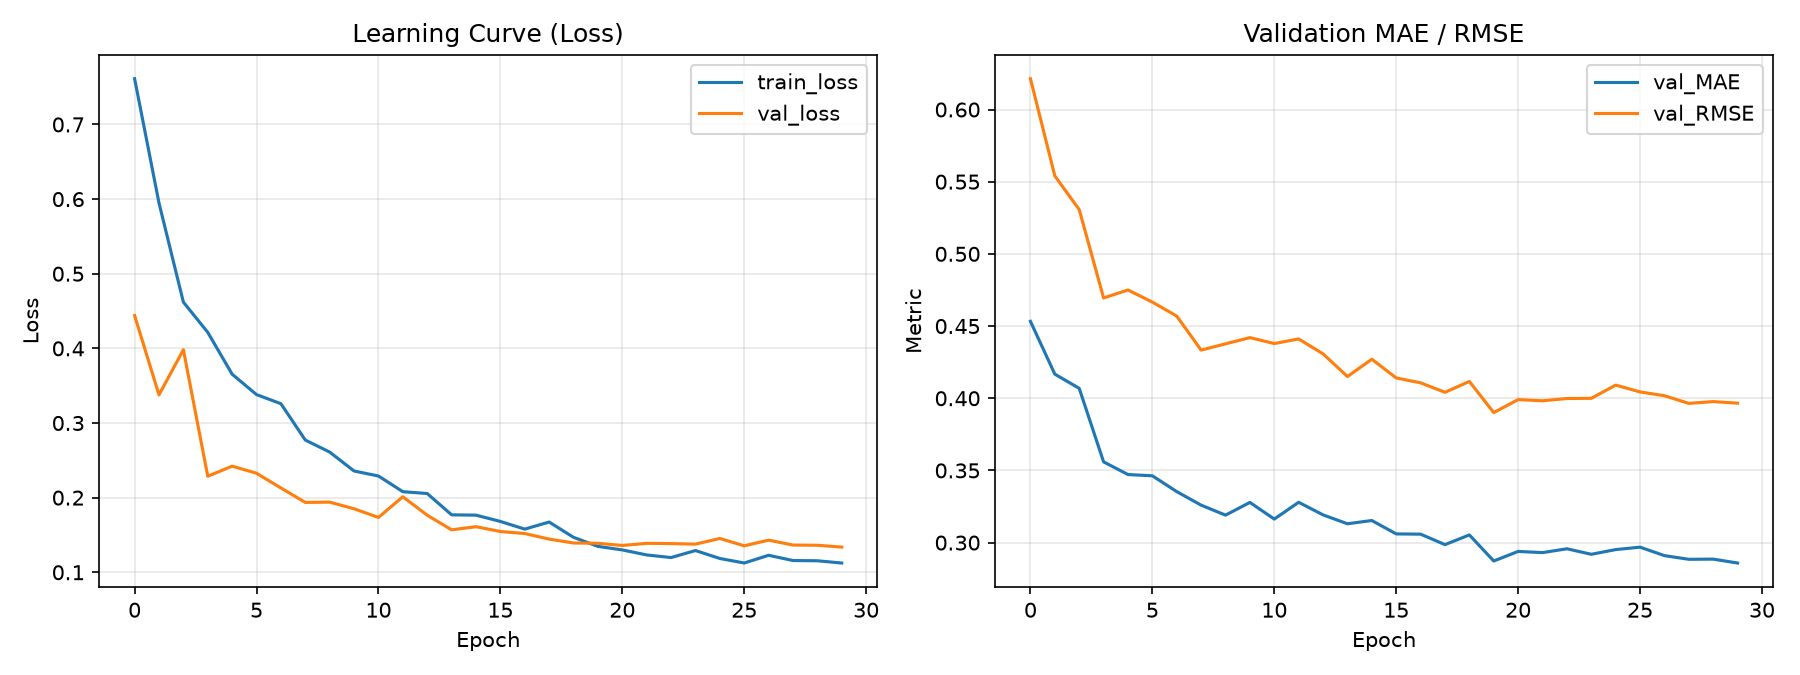 Learning Curve (Loss)
train_loss
val_loss
0.7
0.6
0.5
0.4
0.3
0.2
0.1
Loss
0 5 10 15 20 25 30
Epoch
Validation MAE / RMSE
val_MAE
val_RMSE
0.60
0.55
0.50
0.45
0.40
0.35
0.30
Metric
0 5 10 15 20 25 30
Epoch